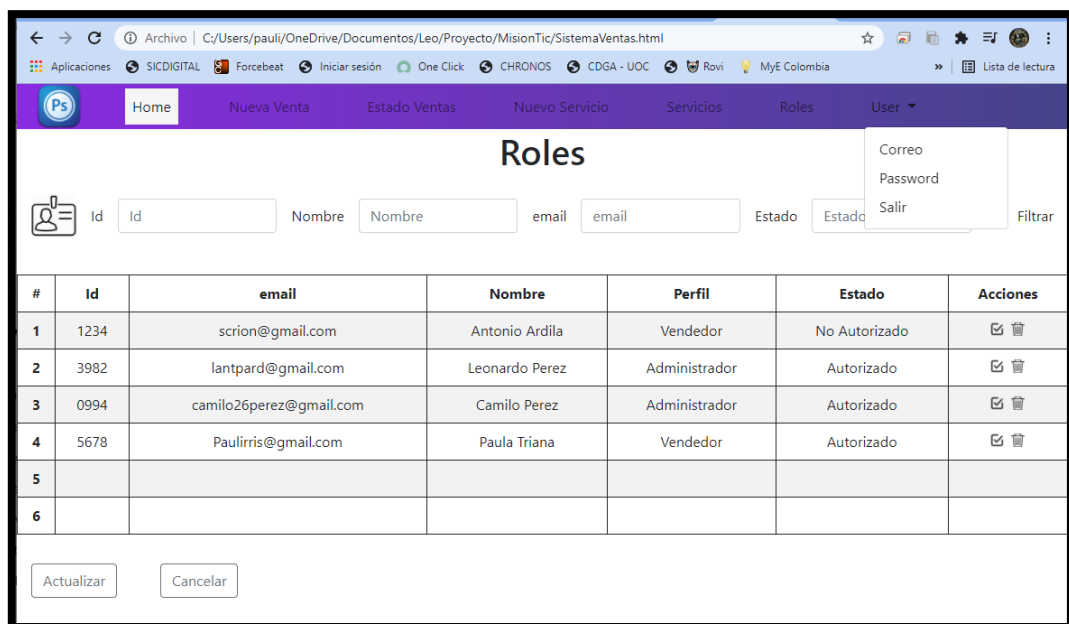 Archivo | C:/Users/pauli/OneDrive/Documentos/Leo/Proyecto/MisionTic/SistemaVentas.html
Aplicaciones SICDIGITAL Forcebeat Iniciar sesión One Click CHRONOS CDGA - UOC Rovi MyE Colombia » Lista de lectura
Ps Home Nueva Venta Estado Ventas Nuevo Servicio Servicios Roles User
Correo
Password
Salir
Roles
Id Id Nombre Nombre email email Estado Estado Filtrar
# Id email Nombre Perfil Estado Acciones
1 1234 scrion@gmail.com Antonio Ardila Vendedor No Autorizado
2 3982 lantpard@gmail.com Leonardo Perez Administrador Autorizado
3 0994 camilo26perez@gmail.com Camilo Perez Administrador Autorizado
4 5678 Paulirris@gmail.com Paula Triana Vendedor Autorizado
5
6
Actualizar Cancelar